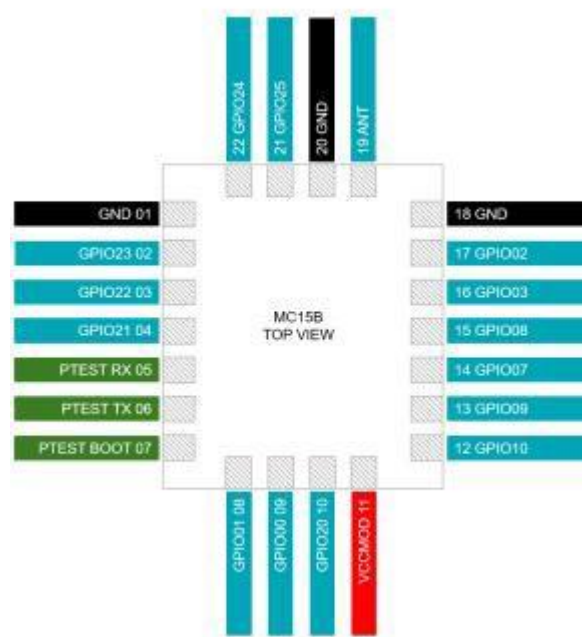 22 GPIO24
21 GPIO25
20 GND
19 ANT
GND 01
GPIO23 02
GPIO22 03
GPIO21 04
PTEST RX 05
PTEST TX 06
PTEST BOOT 07
MC15B
TOP VIEW
18 GND
17 GPIO02
16 GPIO03
15 GPIO08
14 GPIO07
13 GPIO09
12 GPIO10
GPIO01 08
GPIO00 09
GPIO20 10
VCCMOD 11